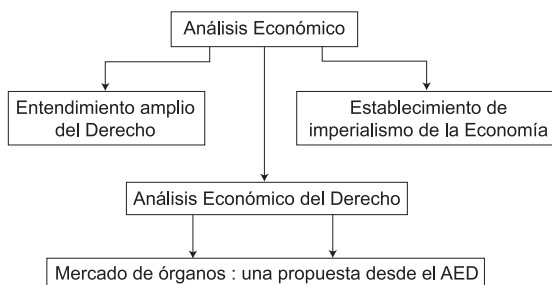 Análisis Económico
Entendimiento amplio
del Derecho
Establecimiento de
imperialismo de la Economía
Análisis Económico del Derecho
Mercado de órganos : una propuesta desde el AED